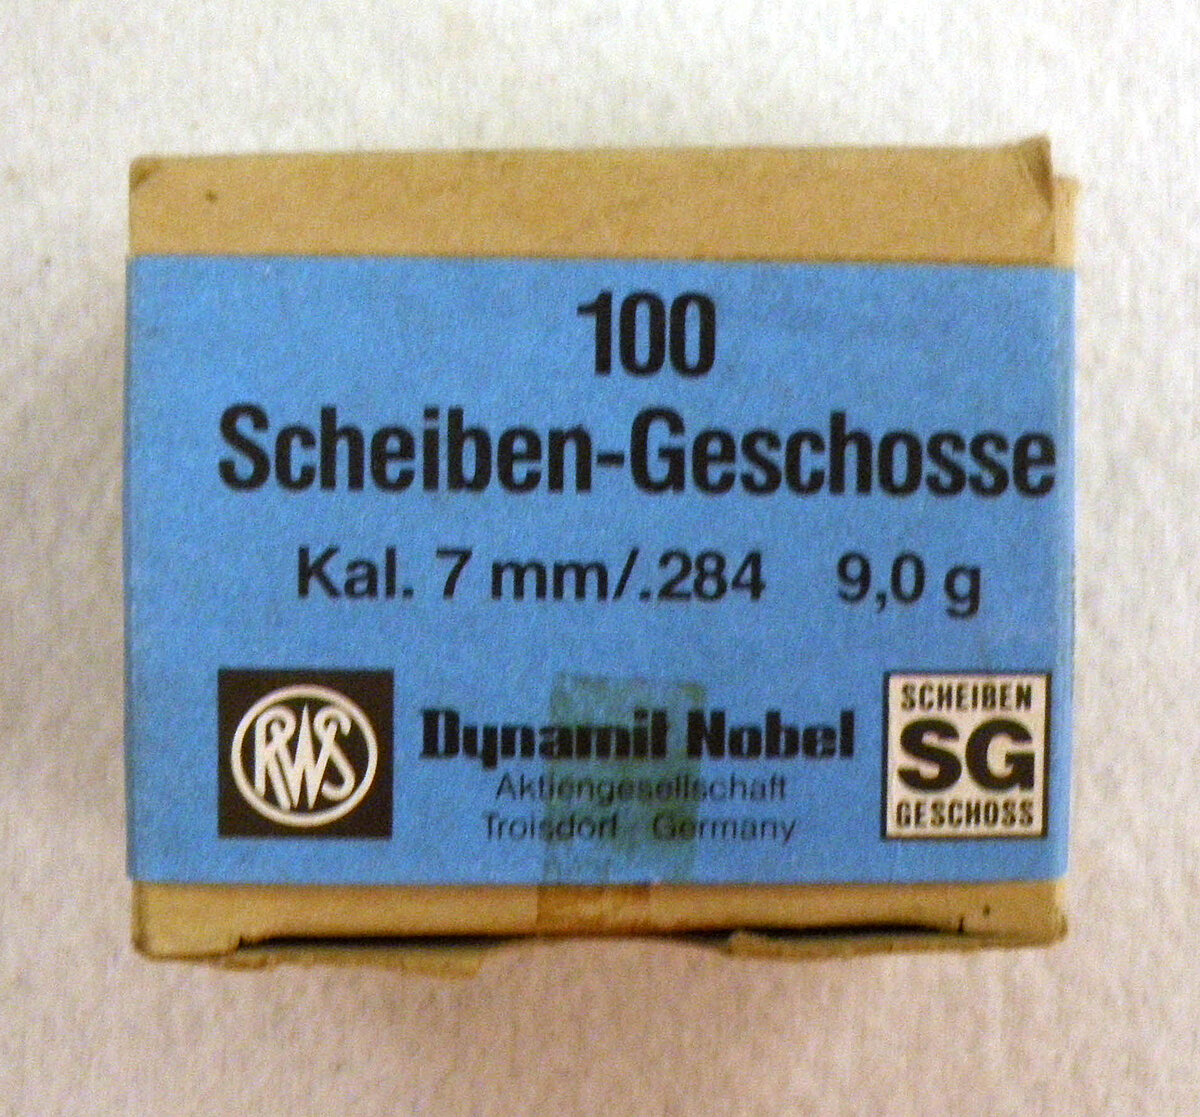 100
Scheiben-Geschosse
Kal. 7 mm/.284 9,0 g
RWS
Dynamit Nobel
Aktiengesellschaft
Troisdorf Germany
SCHEIBEN
SG
GESCHOSS